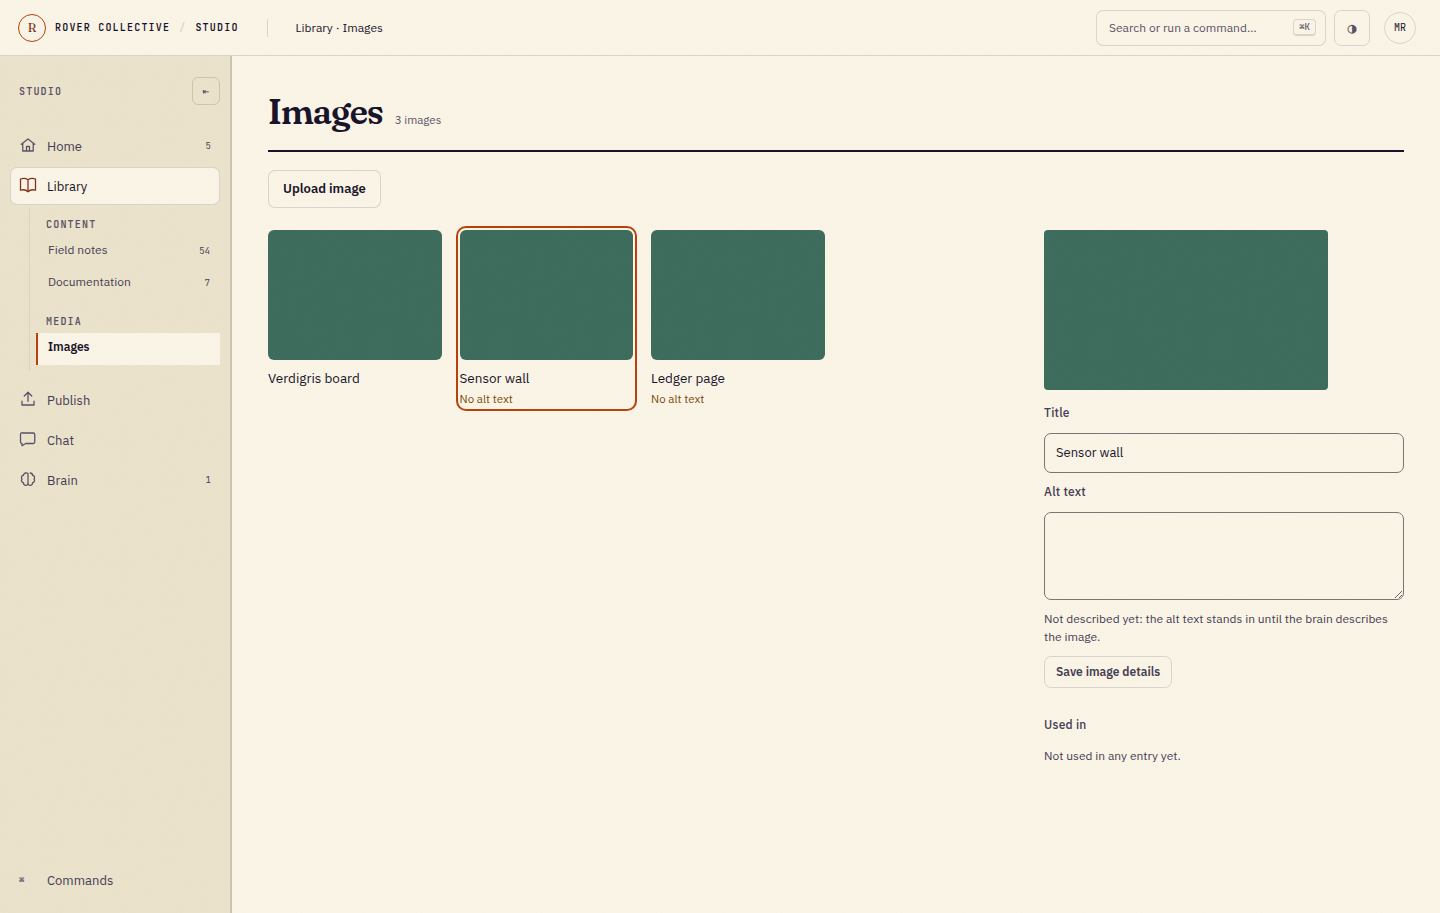 R ROVER COLLECTIVE / STUDIO
Library · Images
Search or run a command... ⌘K
MR
STUDIO
Home 5
Library
CONTENT
Field notes 54
Documentation 7
MEDIA
Images
Publish
Chat
Brain 1
⌘ Commands
Images 3 images
Upload image
Verdigris board
Sensor wall
No alt text
Ledger page
No alt text
Title
Sensor wall
Alt text
Not described yet: the alt text stands in until the brain describes
the image.
Save image details
Used in
Not used in any entry yet.